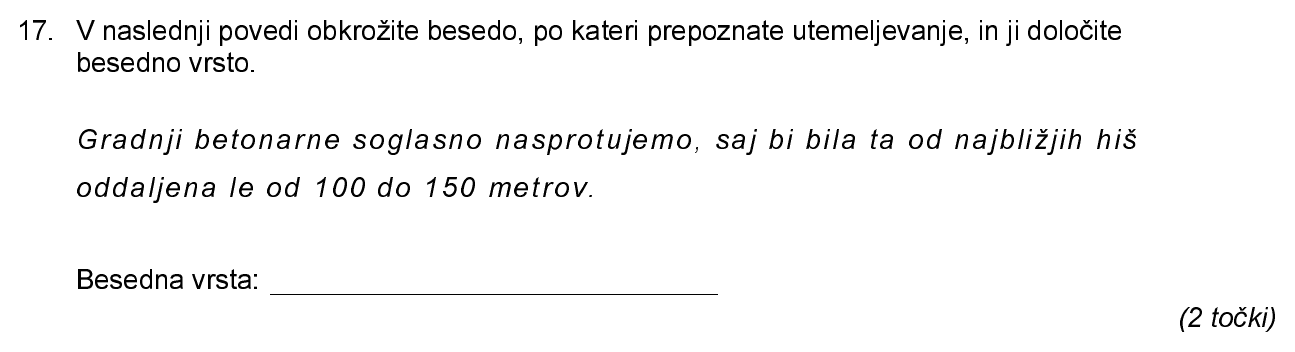 17. V naslednji povedi obkrožite besedo, po kateri prepoznate utemeljevanje, in ji določite
besedno vrsto.
Gradnji betonarne soglasno nasprotujemo, saj bi bila ta od najbližjih hiš
oddaljena le od 100 do 150 metrov.
Besedna vrsta:
(2 točki)